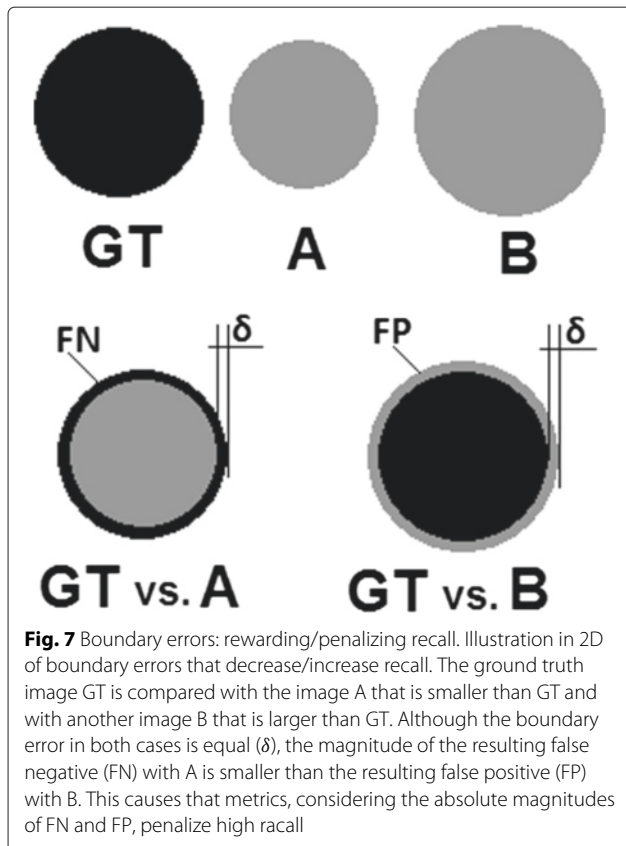 GT A B
FN δ FP δ
GT vs. A GT vs. B
Fig. 7 Boundary errors: rewarding/penalizing recall. Illustration in 2D
of boundary errors that decrease/increase recall. The ground truth
image GT is compared with the image A that is smaller than GT and
with another image B that is larger than GT. Although the boundary
error in both cases is equal (δ), the magnitude of the resulting false
negative (FN) with A is smaller than the resulting false positive (FP)
with B. This causes that metrics, considering the absolute magnitudes
of FN and FP, penalize high racall